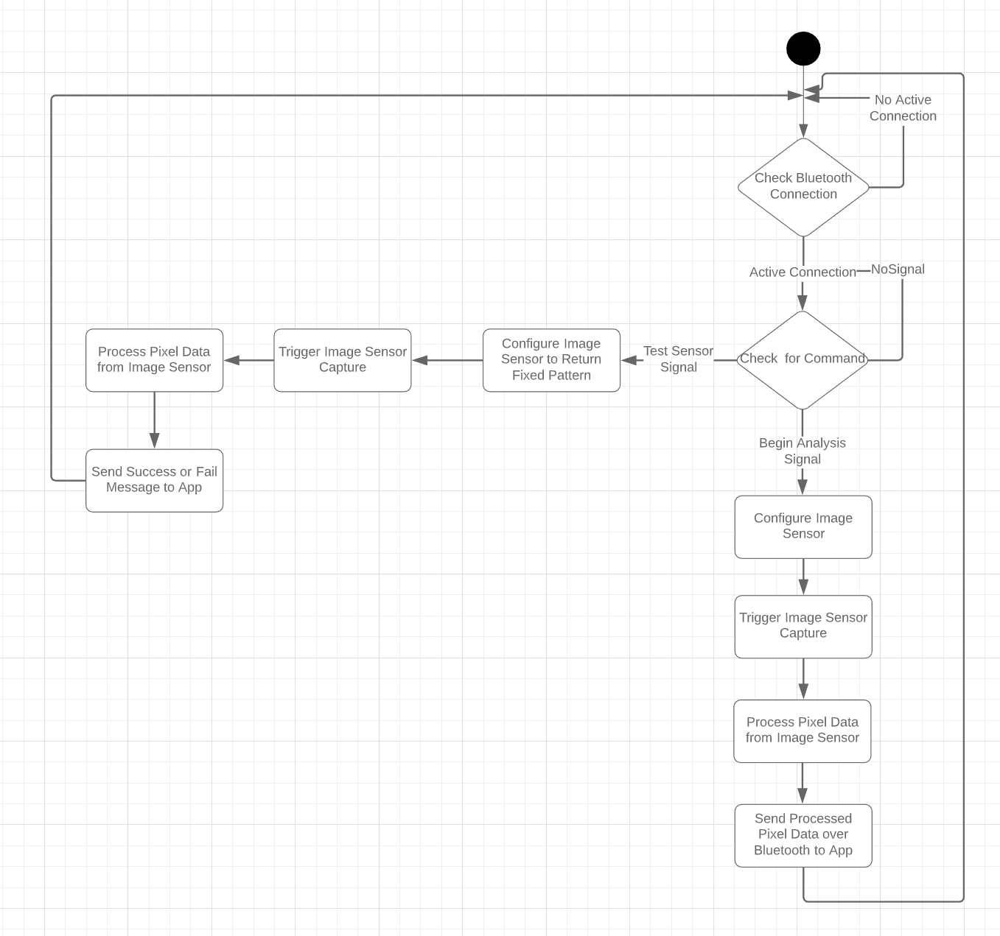 No Active
Connection
Check Bluetooth
Connection
Active Connection
NoSignal
Process Pixel Data
from Image Sensor
Trigger Image Sensor
Capture
Configure Image
Sensor to Return
Fixed Pattern
Test Sensor
Signal
Check  for Command
Begin Analysis
Signal
Send Success or Fail
Message to App
Configure Image
Sensor
Trigger Image Sensor
Capture
Process Pixel Data
from Image Sensor
Send Processed
Pixel Data over
Bluetooth to App